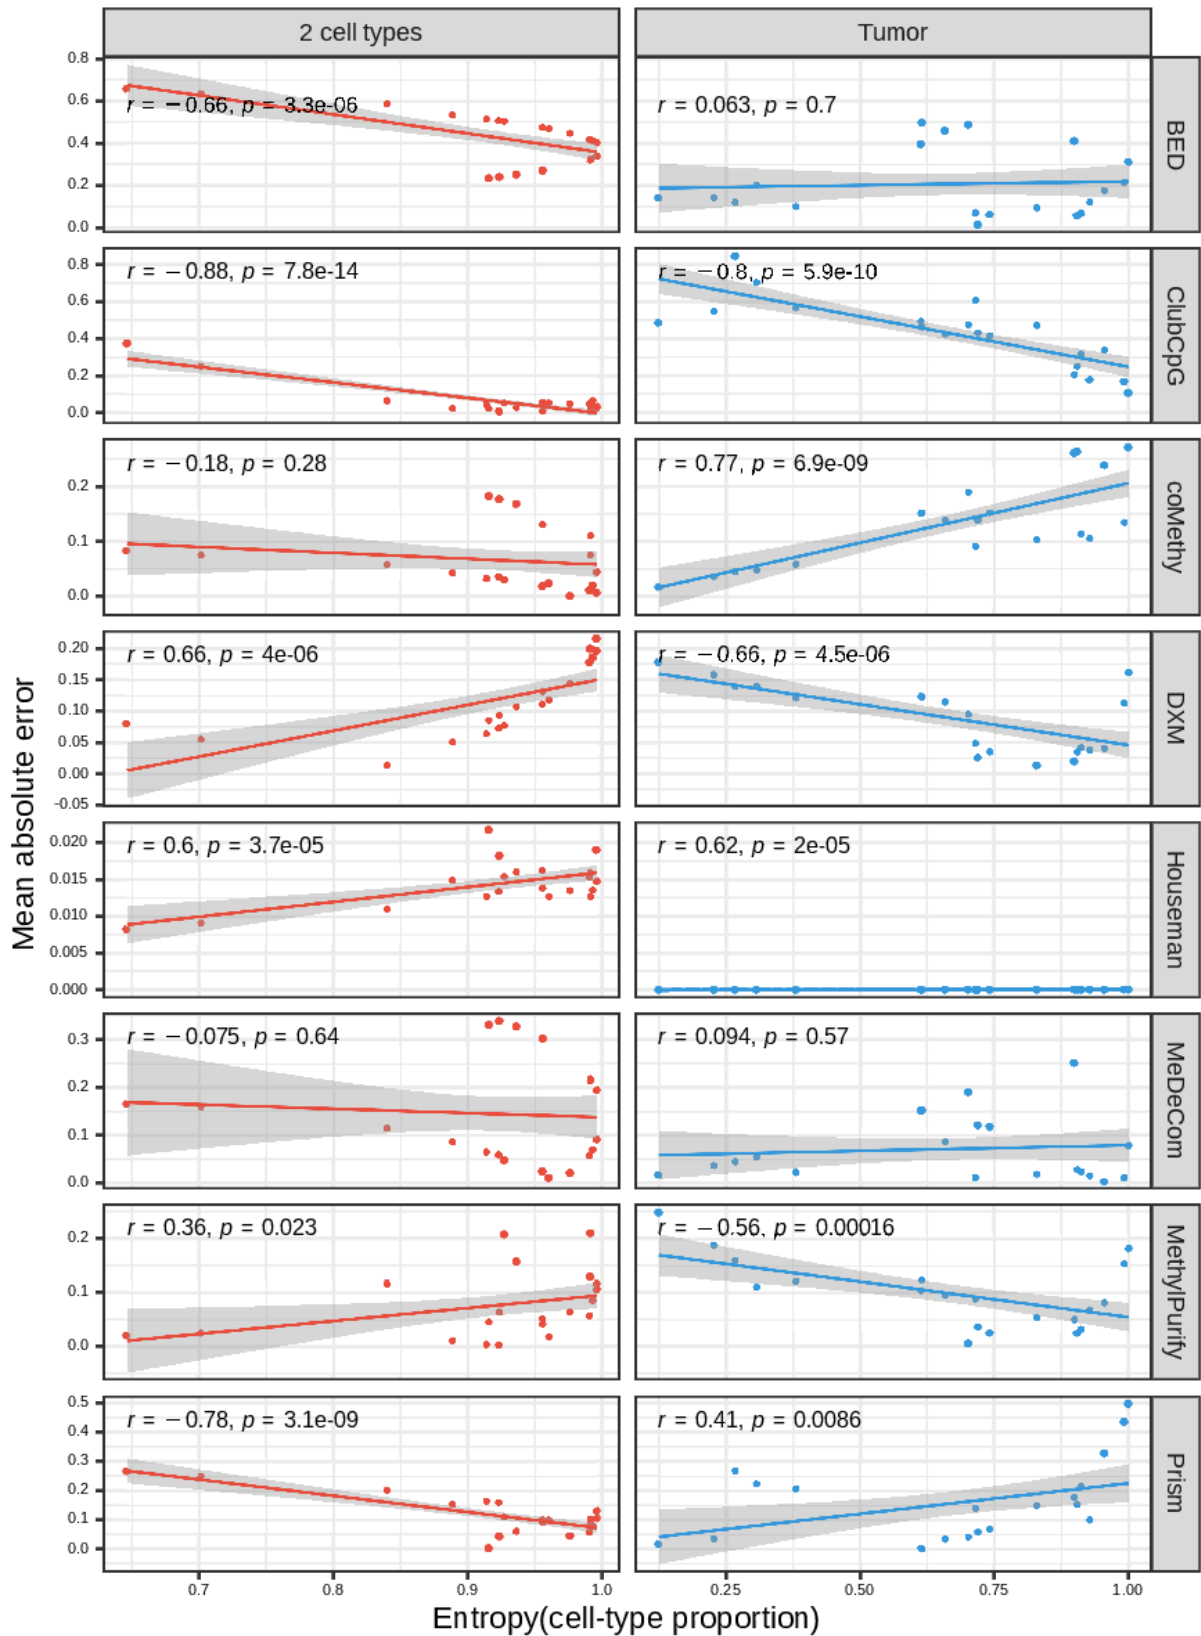 2 cell types
Tumor
0.8
0.6
0.4
0.2
0.0
r = −0.66, p = 3.3e-06
r = 0.063, p = 0.7
BED
0.8
0.6
0.4
0.2
0.0
r = −0.88, p = 7.8e-14
r = −0.8, p = 5.9e-10
ClubCpG
0.2
0.1
0.0
r = −0.18, p = 0.28
r = 0.77, p = 6.9e-09
coMethy
0.20
0.15
0.10
0.05
0.00
-0.05
r = 0.66, p = 4e-06
r = −0.66, p = 4.5e-06
DXM
Mean absolute error
0.020
0.015
0.010
0.005
0.000
r = 0.6, p = 3.7e-05
r = 0.62, p = 2e-05
Houseman
0.3
0.2
0.1
0.0
r = −0.075, p = 0.64
r = 0.094, p = 0.57
MeDeCom
0.2
0.1
0.0
r = 0.36, p = 0.023
r = −0.56, p = 0.00016
MethylPurify
0.5
0.4
0.3
0.2
0.1
0.0
r = −0.78, p = 3.1e-09
r = 0.41, p = 0.0086
Prism
0.7 0.8 0.9 1.0
0.25 0.50 0.75 1.00
Entropy(cell-type proportion)